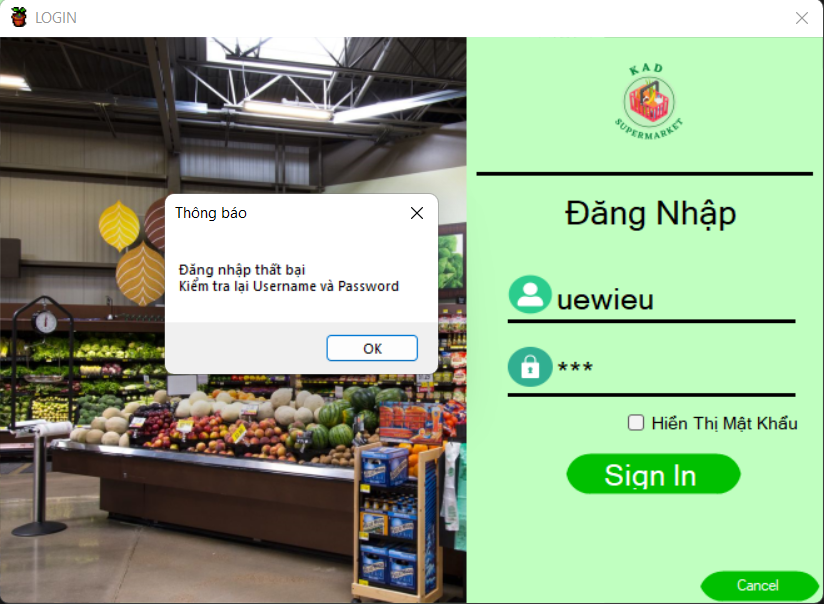 LOGIN
KAD
SUPERMARKET
Đăng Nhập
Thông báo
Đăng nhập thất bại
Kiểm tra lại Username và Password
OK
uewieu
***
Hiển Thị Mật Khẩu
Sign In
Cancel